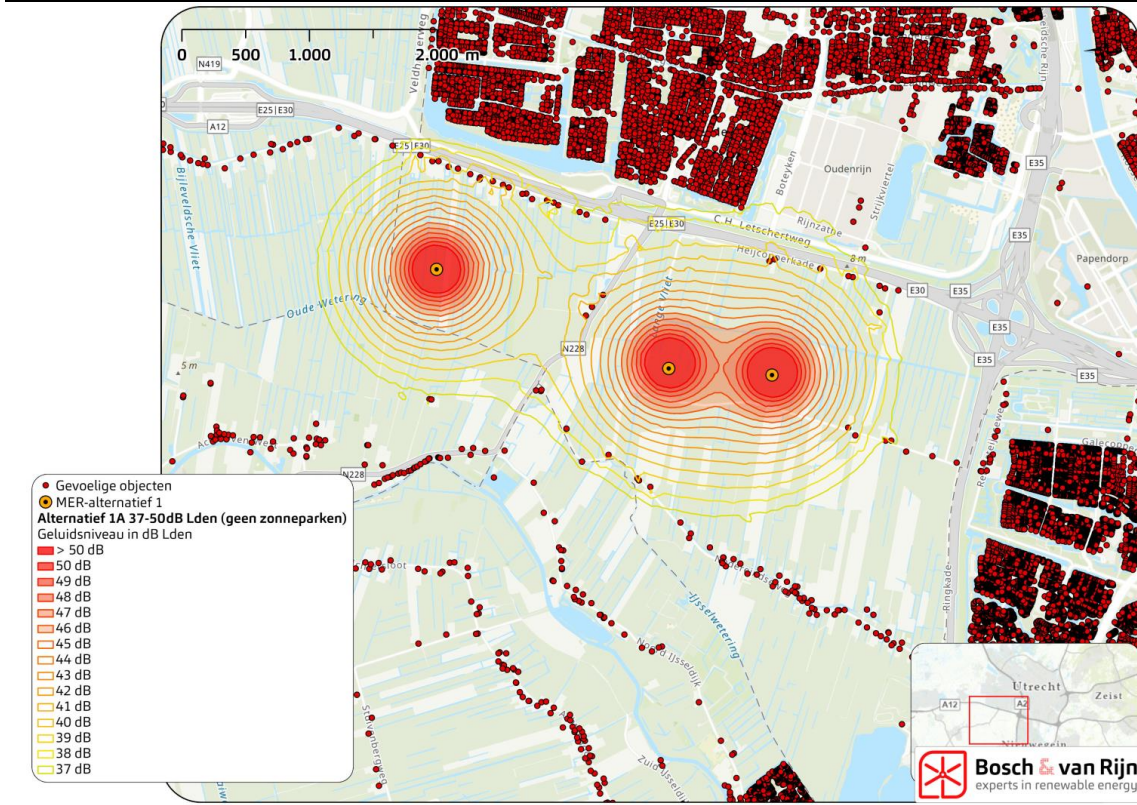 0 500 1.000 2.000 m
N419
Veldhuizerweg
E25|E30
A12
E25|E30
Bijleveldsche Vliet
Boteyken
Oudenrijn
Strijkviertel
E35
E25|E30
C.H. Letschertweg
Rijnzathe
Heijcopperkade
8 m
E35
Papendorp
E30
E35
E35
E35
Oude Wetering
N228
5 m
N228
IJsselwetering
Noord IJsseldijk
Zuid IJsseldijk
Ringkade
Stuivenbergweg
Gevoelige objecten
MER-alternatief 1
Alternatief 1A 37-50dB Lden (geen zonneparken)
Geluidsniveau in dB Lden
> 50 dB
50 dB
49 dB
48 dB
47 dB
46 dB
45 dB
44 dB
43 dB
42 dB
41 dB
40 dB
39 dB
38 dB
37 dB
Utrecht
A12
A2
Zeist
Nieuwegein
Bosch & van Rijn
experts in renewable energy